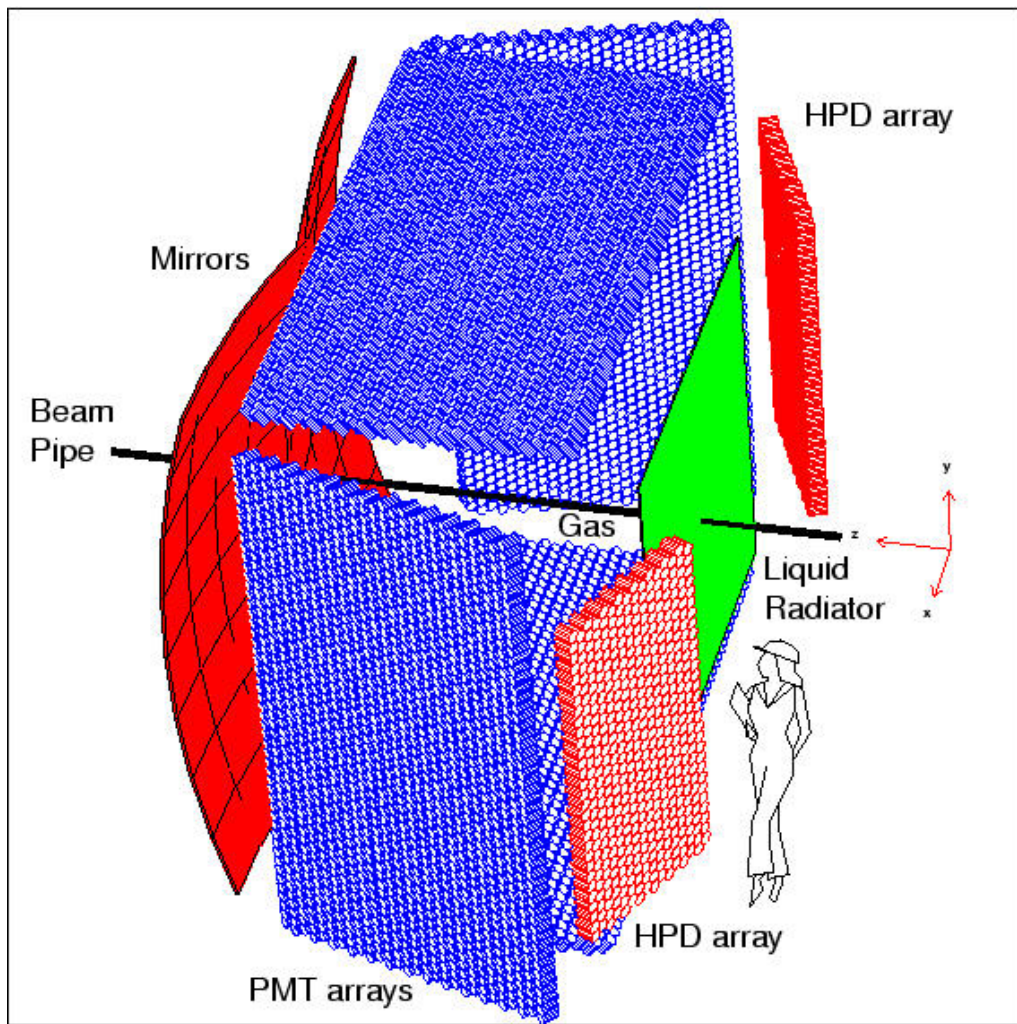 HPD array
Mirrors
Beam
Pipe
Gas
y
z
x
Liquid
Radiator
HPD array
PMT arrays